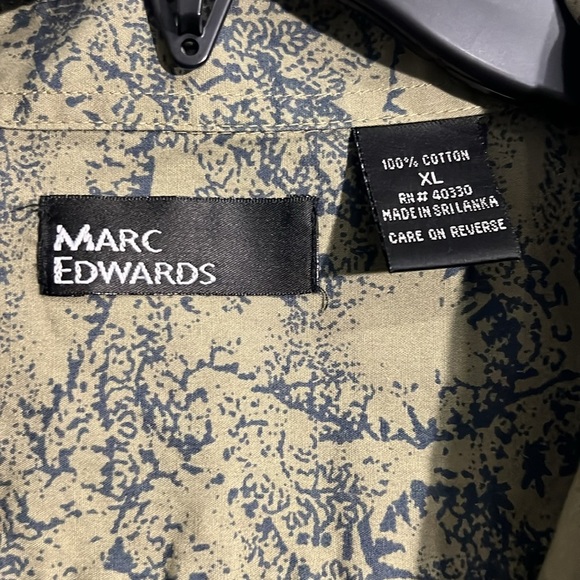 MARC
EDWARDS
100% COTTON
XL
RN# 40330
MADE IN SRI LANKA
CARE ON REVERSE